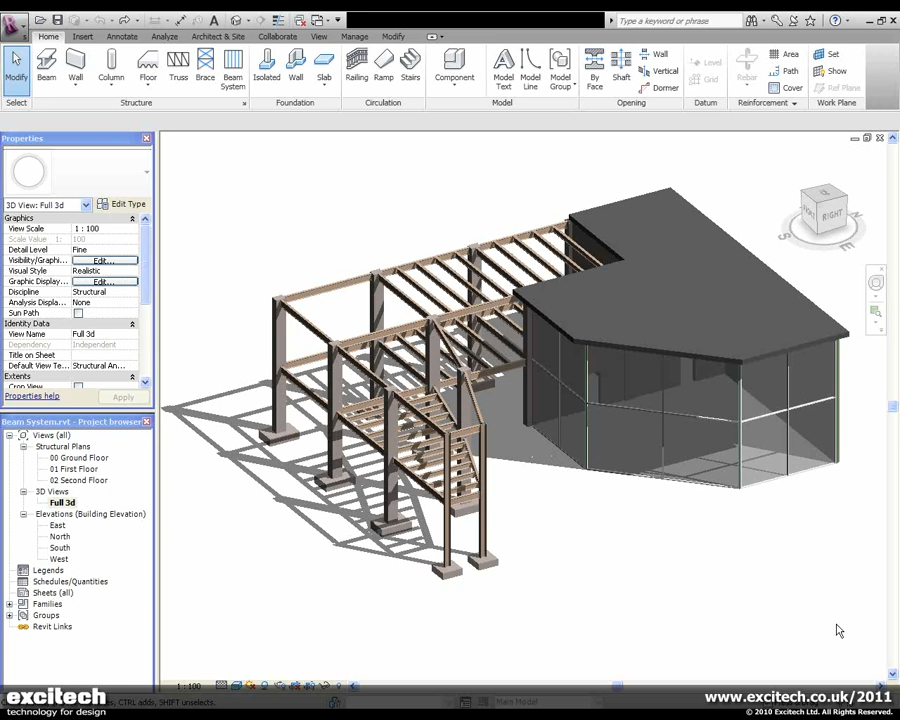 Type a keyword or phrase
Home Insert Annotate Analyze Architect & Site Collaborate View Manage Modify
Modify Beam Wall Column Floor Truss Brace Beam System Isolated Wall Slab Railing Ramp Stairs Component Model Text Model Line Model Group By Face Shaft Wall Vertical Dormer Level Grid Rebar Area Path Cover Set Show Ref Plane
Select Structure Foundation Circulation Model Opening Datum Reinforcement Work Plane
Properties
3D View: Full 3d Edit Type
Graphics
View Scale 1 : 100
Scale Value 1: 100
Detail Level Fine
Visibility/Graphi... Edit...
Visual Style Realistic
Graphic Display... Edit...
Discipline Structural
Analysis Displa... None
Sun Path
Identity Data
View Name Full 3d
Dependency Independent
Title on Sheet
Default View Te... Structural An...
Extents
Crop View
Properties help Apply
Beam System.rvt - Project browser
Views (all)
Structural Plans
00 Ground Floor
01 First Floor
02 Second Floor
3D Views
Full 3d
Elevations (Building Elevation)
East
North
South
West
Legends
Schedules/Quantities
Sheets (all)
Families
Groups
Revit Links
RIGHT
S E
1 : 100
excitech
technology for design
, CTRL adds, SHIFT unselects.
Main Model
www.excitech.co.uk/2011
© 2010 Excitech Ltd. All Rights Reserved.